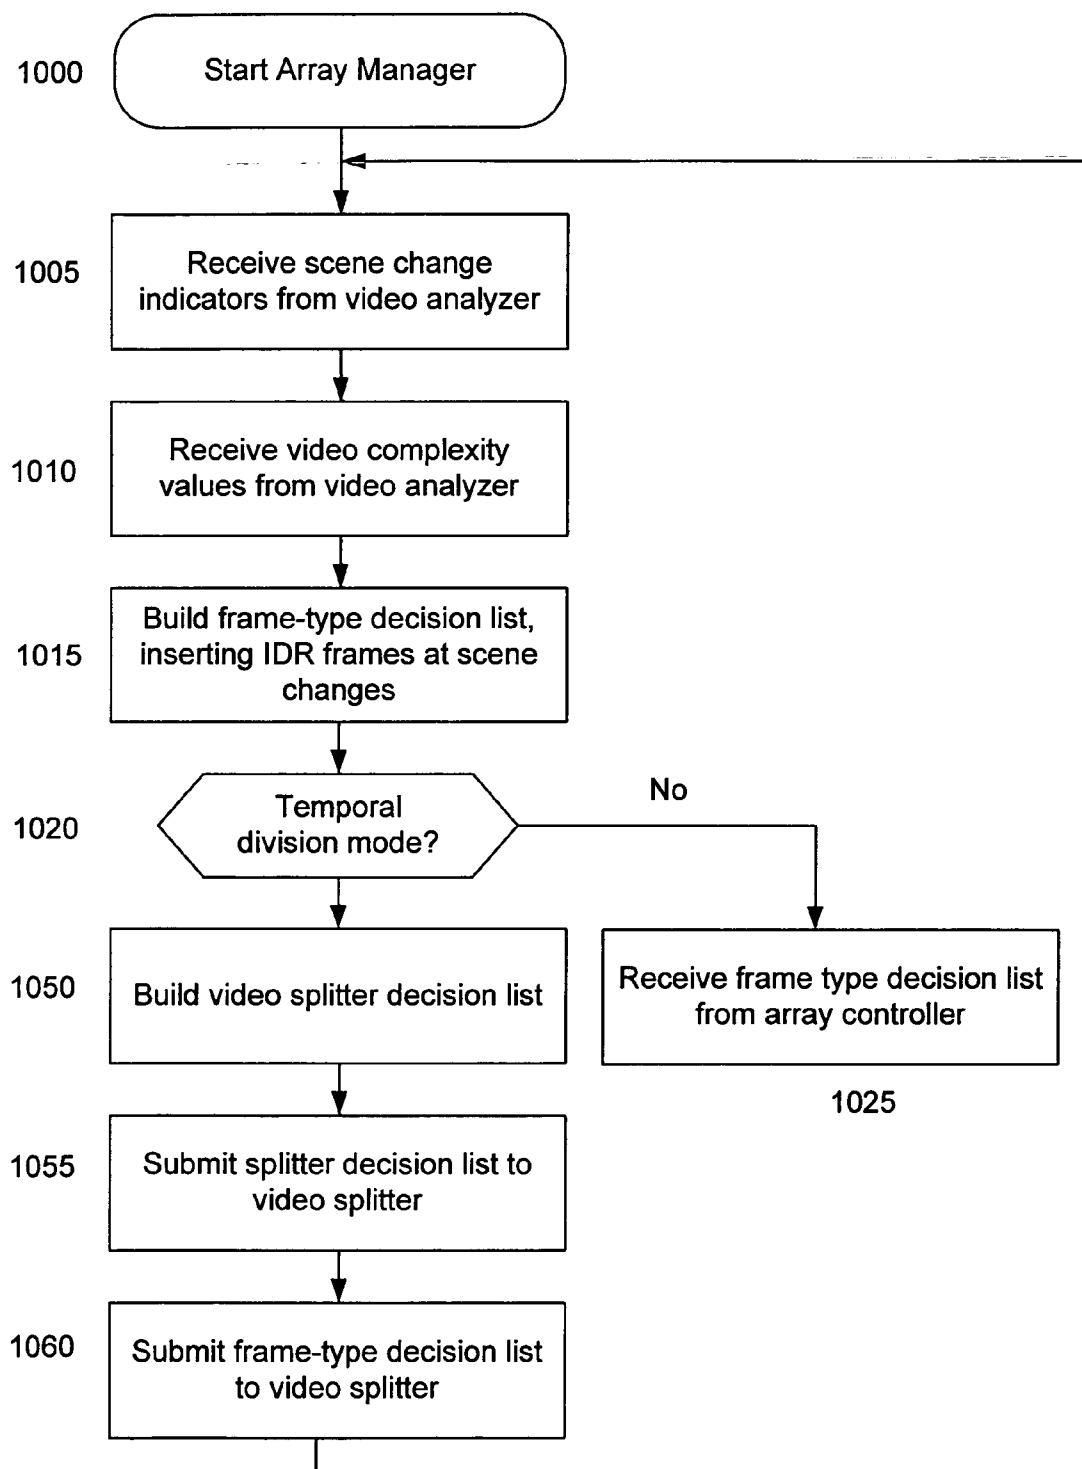 1000
Start Array Manager
1005
Receive scene change
indicators from video analyzer
1010
Receive video complexity
values from video analyzer
1015
Build frame-type decision list,
inserting IDR frames at scene
changes
1020
Temporal
division mode?
No
1050
Build video splitter decision list
Receive frame type decision list
from array controller
1025
1055
Submit splitter decision list to
video splitter
1060
Submit frame-type decision list
to video splitter